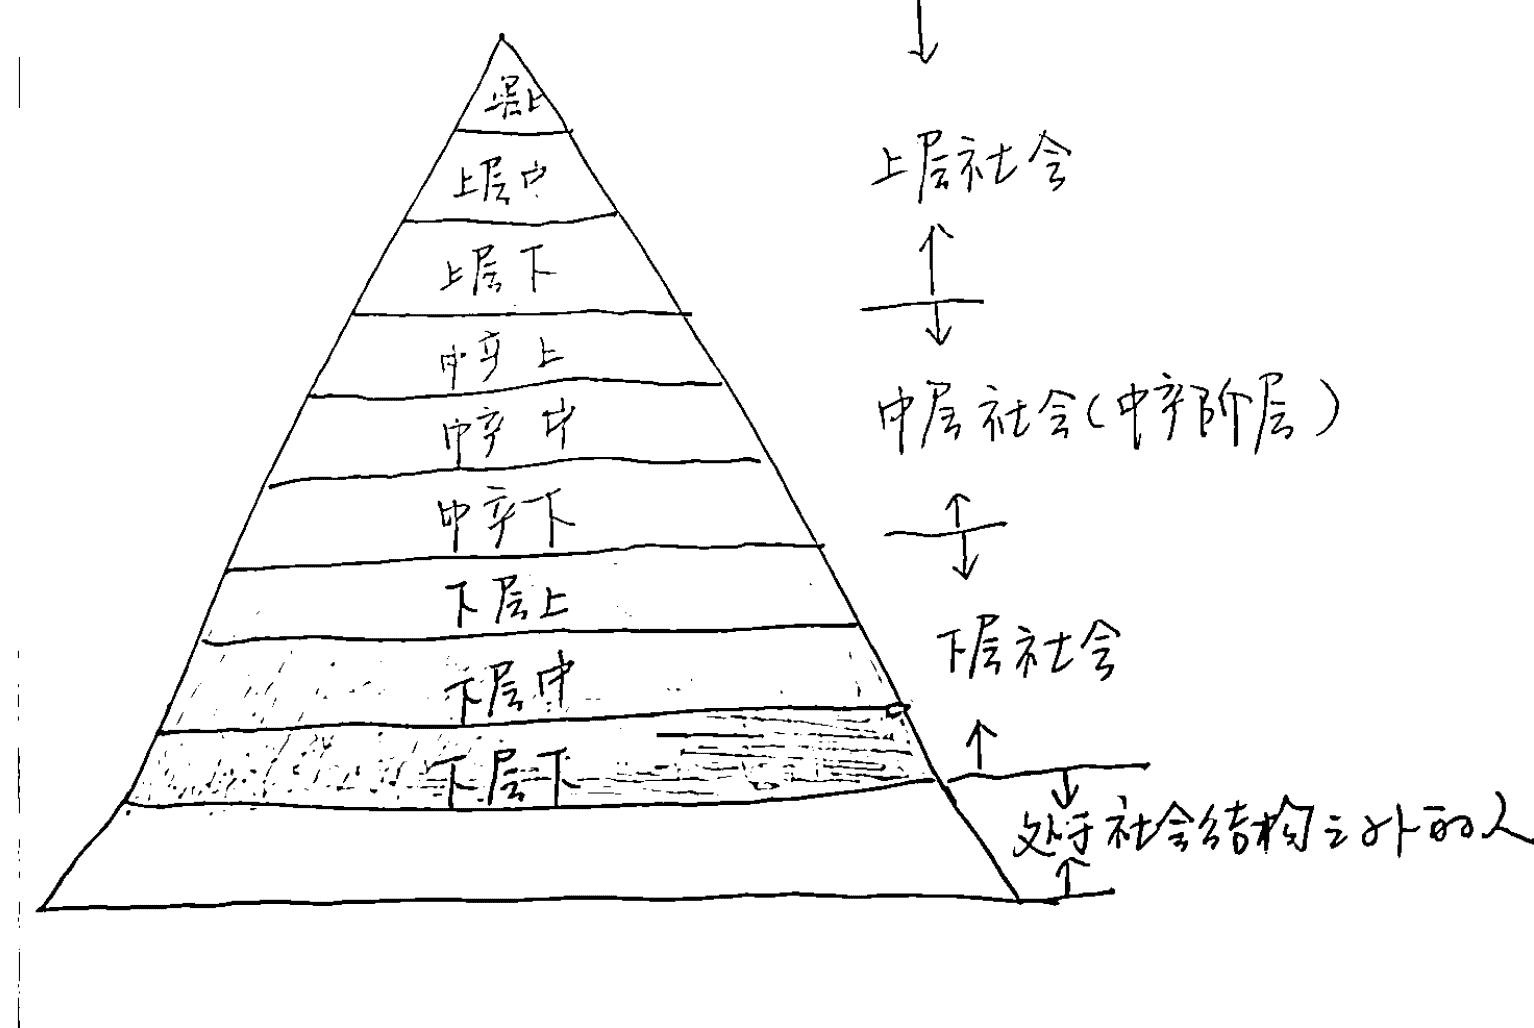 层上
上层中
上层下
中产上
中产中
中产下
下层上
下层中
下层下
上层社会
中层社会(中产阶层)
下层社会
处于社会结构之外的人